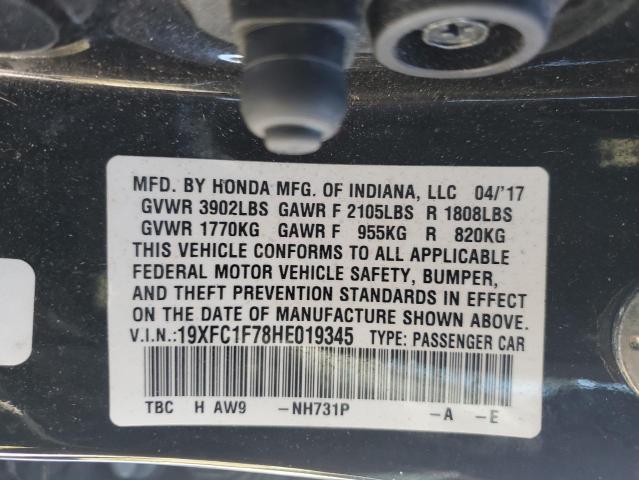 MFD. BY HONDA MFG. OF INDIANA, LLC 04/'17
GVWR 3902LBS GAWR F 2105LBS R 1808LBS
GVWR 1770KG GAWR F 955KG R 820KG
THIS VEHICLE CONFORMS TO ALL APPLICABLE
FEDERAL MOTOR VEHICLE SAFETY, BUMPER,
AND THEFT PREVENTION STANDARDS IN EFFECT
ON THE DATE OF MANUFACTURE SHOWN ABOVE.
V.I.N.:19XFC1F78HE019345 TYPE: PASSENGER CAR
TBC H AW9 -NH731P -A -E